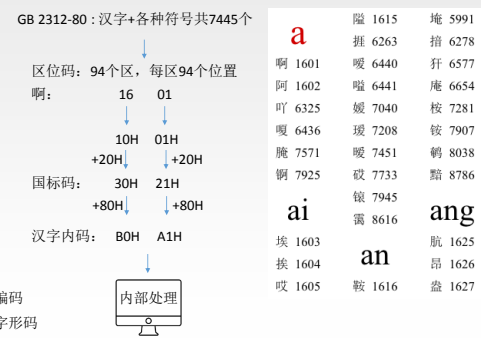 GB 2312-80 : 汉字+各种符号共7445个
区位码：94个区，每区94个位置
啊： 16 01
10H 01H
+20H +20H
国标码： 30H 21H
+80H +80H
汉字内码： B0H A1H
内部处理
编码
字形码
a
啊 1601
阿 1602
吖 6325
嗄 6436
腌 7571
锕 7925
ai
埃 1603
挨 1604
哎 1605
隘 1615
捱 6263
嗳 6440
嗌 6441
嫒 7040
瑷 7208
暧 7451
砹 7733
锿 7945
霭 8616
an
鞍 1616
埯 5991
揞 6278
犴 6577
庵 6654
桉 7281
铵 7907
鹌 8038
黯 8786
ang
肮 1625
昂 1626
盎 1627